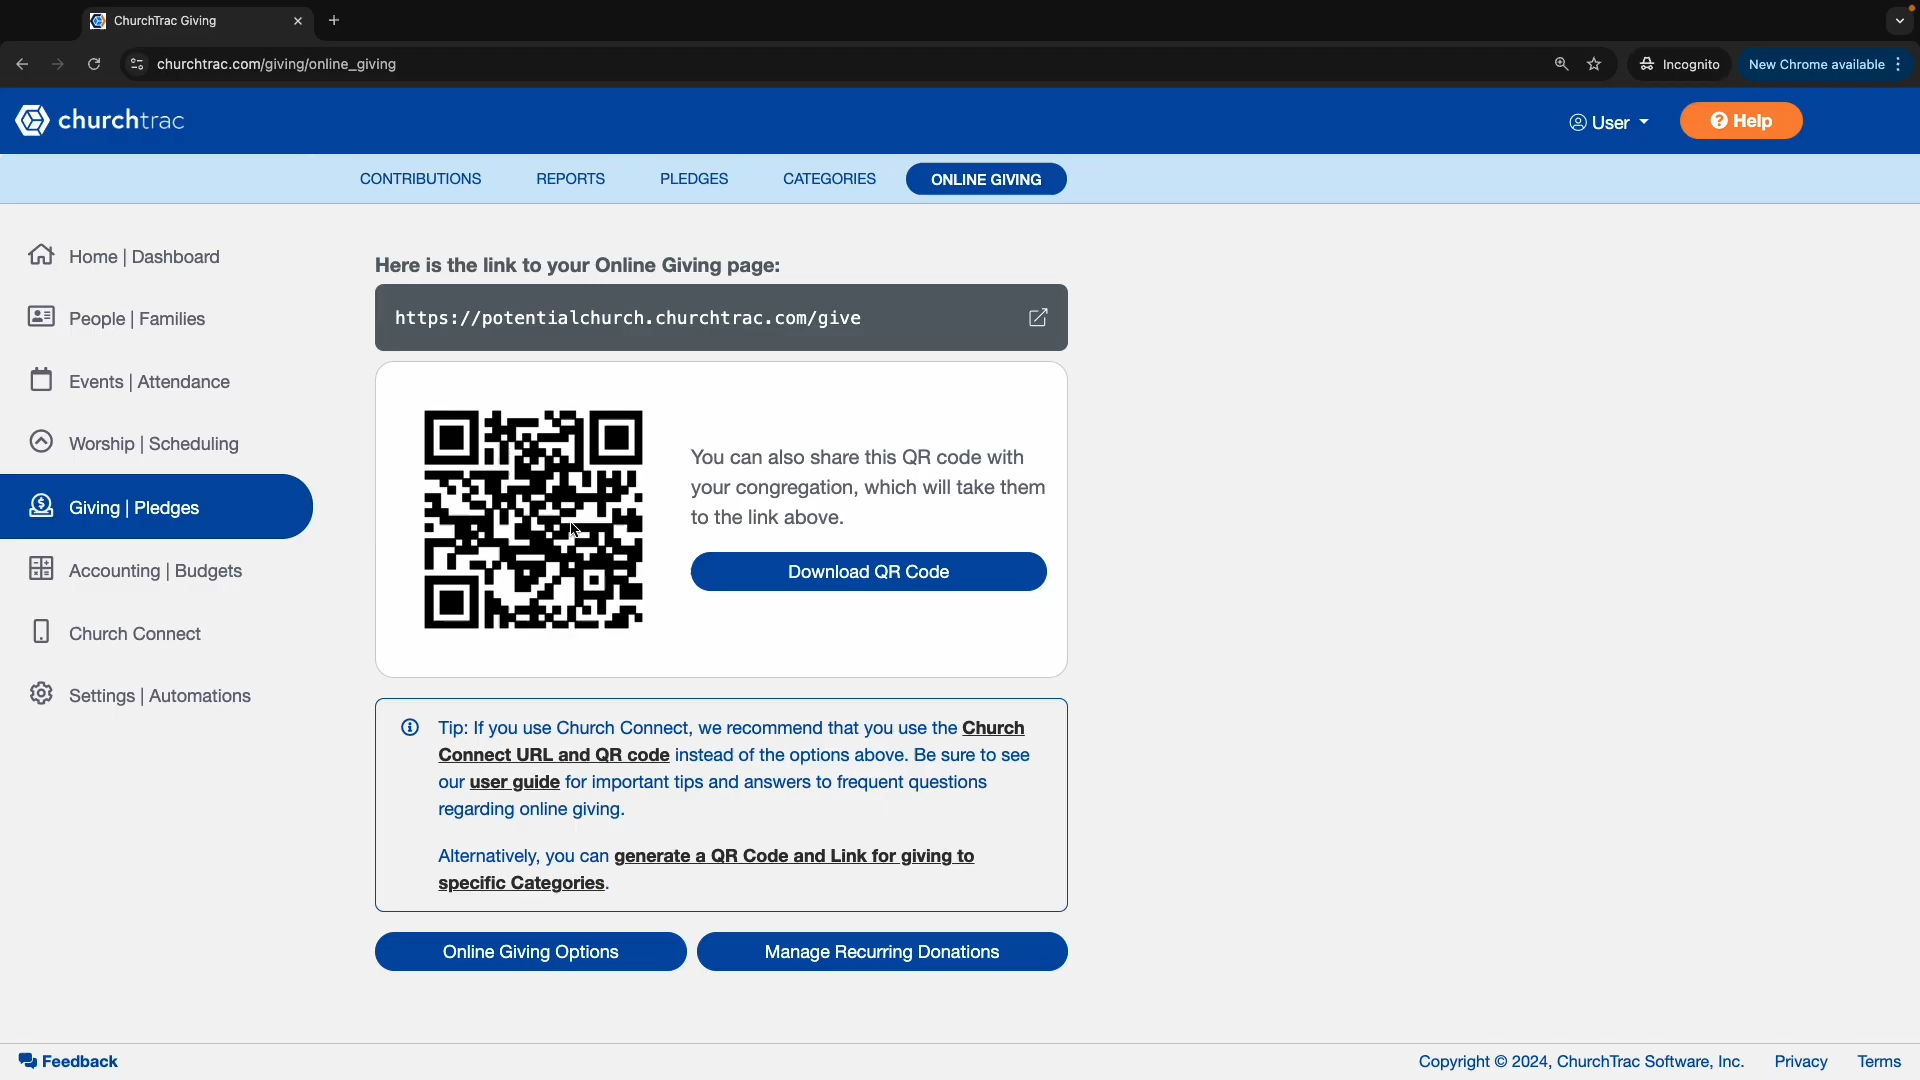 ChurchTrac Giving
churchtrac.com/giving/online_giving
Incognito
New Chrome available
churchtrac
User
Help
CONTRIBUTIONS
REPORTS
PLEDGES
CATEGORIES
ONLINE GIVING
Home | Dashboard
People | Families
Events | Attendance
Worship | Scheduling
Giving | Pledges
Accounting | Budgets
Church Connect
Settings | Automations
Here is the link to your Online Giving page:
https://potentialchurch.churchtrac.com/give
You can also share this QR code with
your congregation, which will take them
to the link above.
Download QR Code
Tip: If you use Church Connect, we recommend that you use the Church
Connect URL and QR code instead of the options above. Be sure to see
our user guide for important tips and answers to frequent questions
regarding online giving.
Alternatively, you can generate a QR Code and Link for giving to
specific Categories.
Online Giving Options
Manage Recurring Donations
Feedback
Copyright © 2024, ChurchTrac Software, Inc.
Privacy
Terms